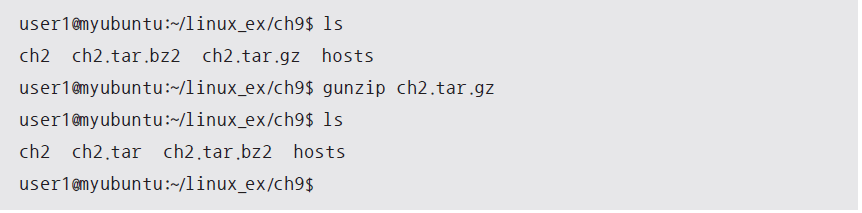 user1@myubuntu:~/linux_ex/ch9$ ls
ch2  ch2.tar.bz2  ch2.tar.gz  hosts
user1@myubuntu:~/linux_ex/ch9$ gunzip ch2.tar.gz
user1@myubuntu:~/linux_ex/ch9$ ls
ch2  ch2.tar  ch2.tar.bz2  hosts
user1@myubuntu:~/linux_ex/ch9$